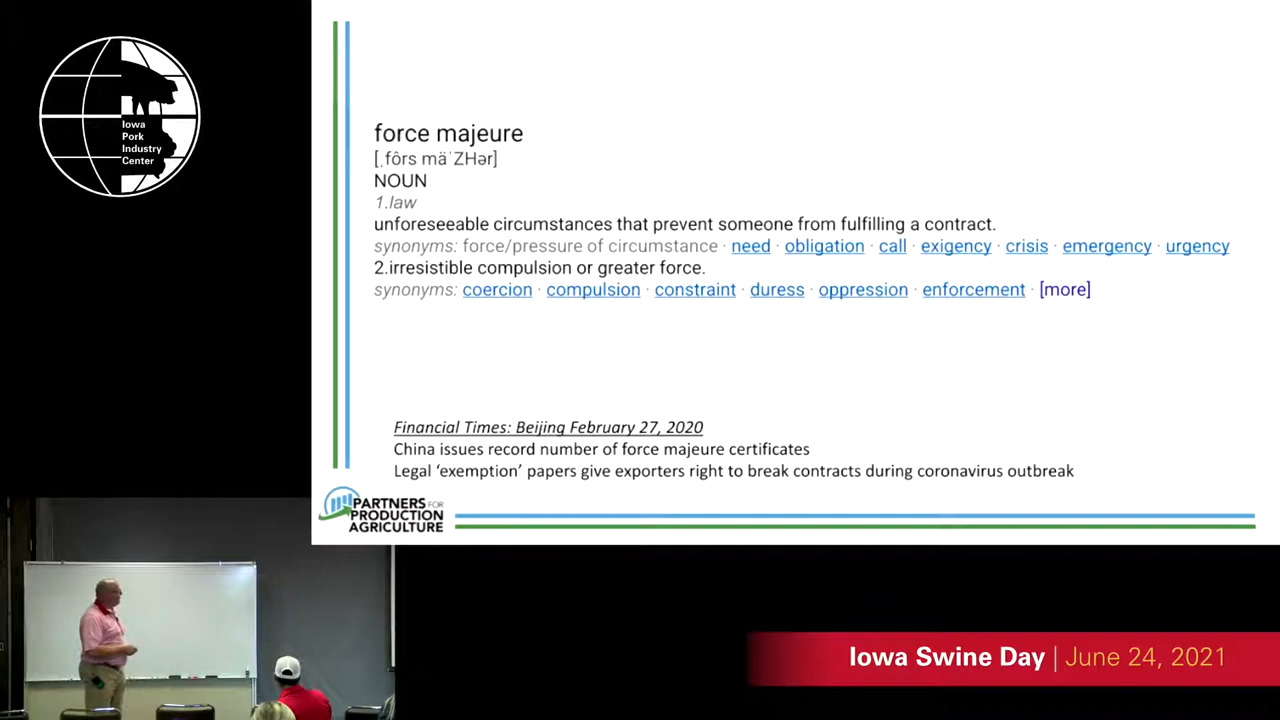 Iowa
Pork
Industry
Center
force majeure
[ˌfôrs mäˈZHər]
NOUN
1.law
unforeseeable circumstances that prevent someone from fulfilling a contract.
synonyms: force/pressure of circumstance · need · obligation · call · exigency · crisis · emergency · urgency
2.irresistible compulsion or greater force.
synonyms: coercion · compulsion · constraint · duress · oppression · enforcement · [more]
Financial Times: Beijing February 27, 2020
China issues record number of force majeure certificates
Legal ‘exemption’ papers give exporters right to break contracts during coronavirus outbreak
PARTNERS FOR
PRODUCTION
AGRICULTURE
Iowa Swine Day | June 24, 2021